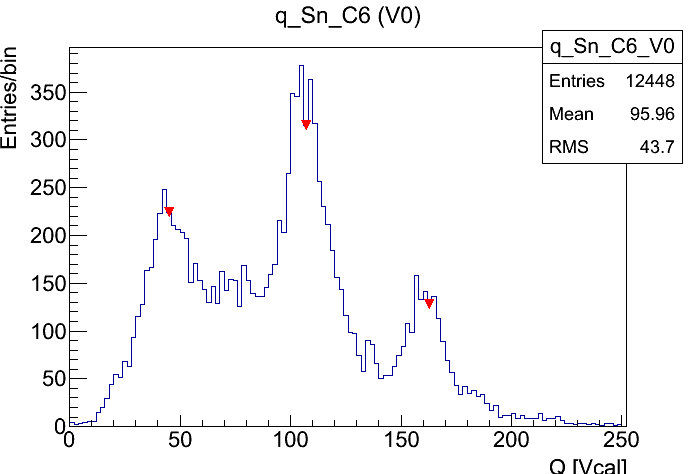 q_Sn_C6 (V0)
q_Sn_C6_V0
Entries 12448
Mean 95.96
RMS 43.7
Entries/bin
350
300
250
200
150
100
50
0
0 50 100 150 200 250
Q [Vcal]